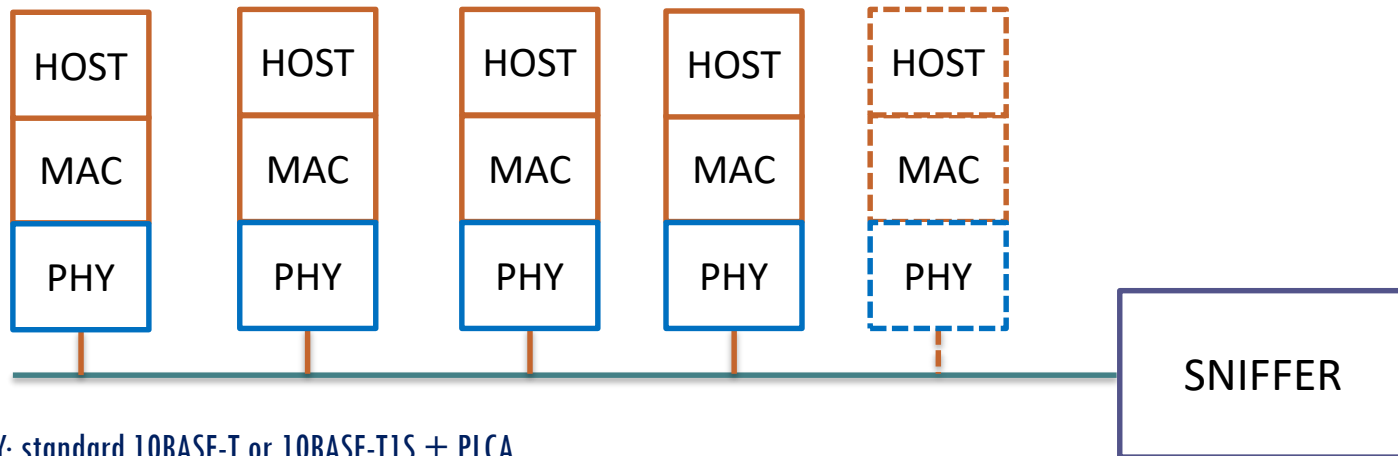 HOST HOST HOST HOST HOST
MAC MAC MAC MAC MAC
PHY PHY PHY PHY PHY
SNIFFER
standard 10BASE-T or 10BASE-T1S + PLCA